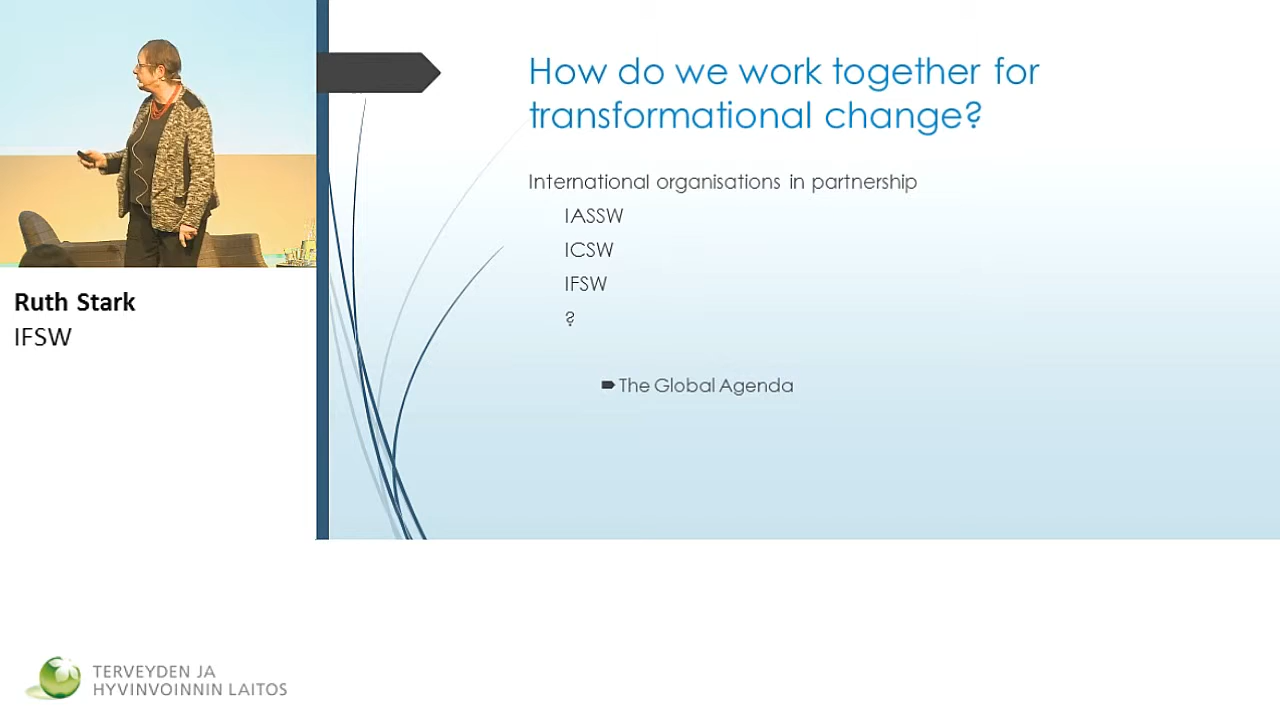 How do we work together for
transformational change?
International organisations in partnership
IASSW
ICSW
IFSW
?
The Global Agenda
Ruth Stark
IFSW
TERVEYDEN JA
HYVINVOINNIN LAITOS